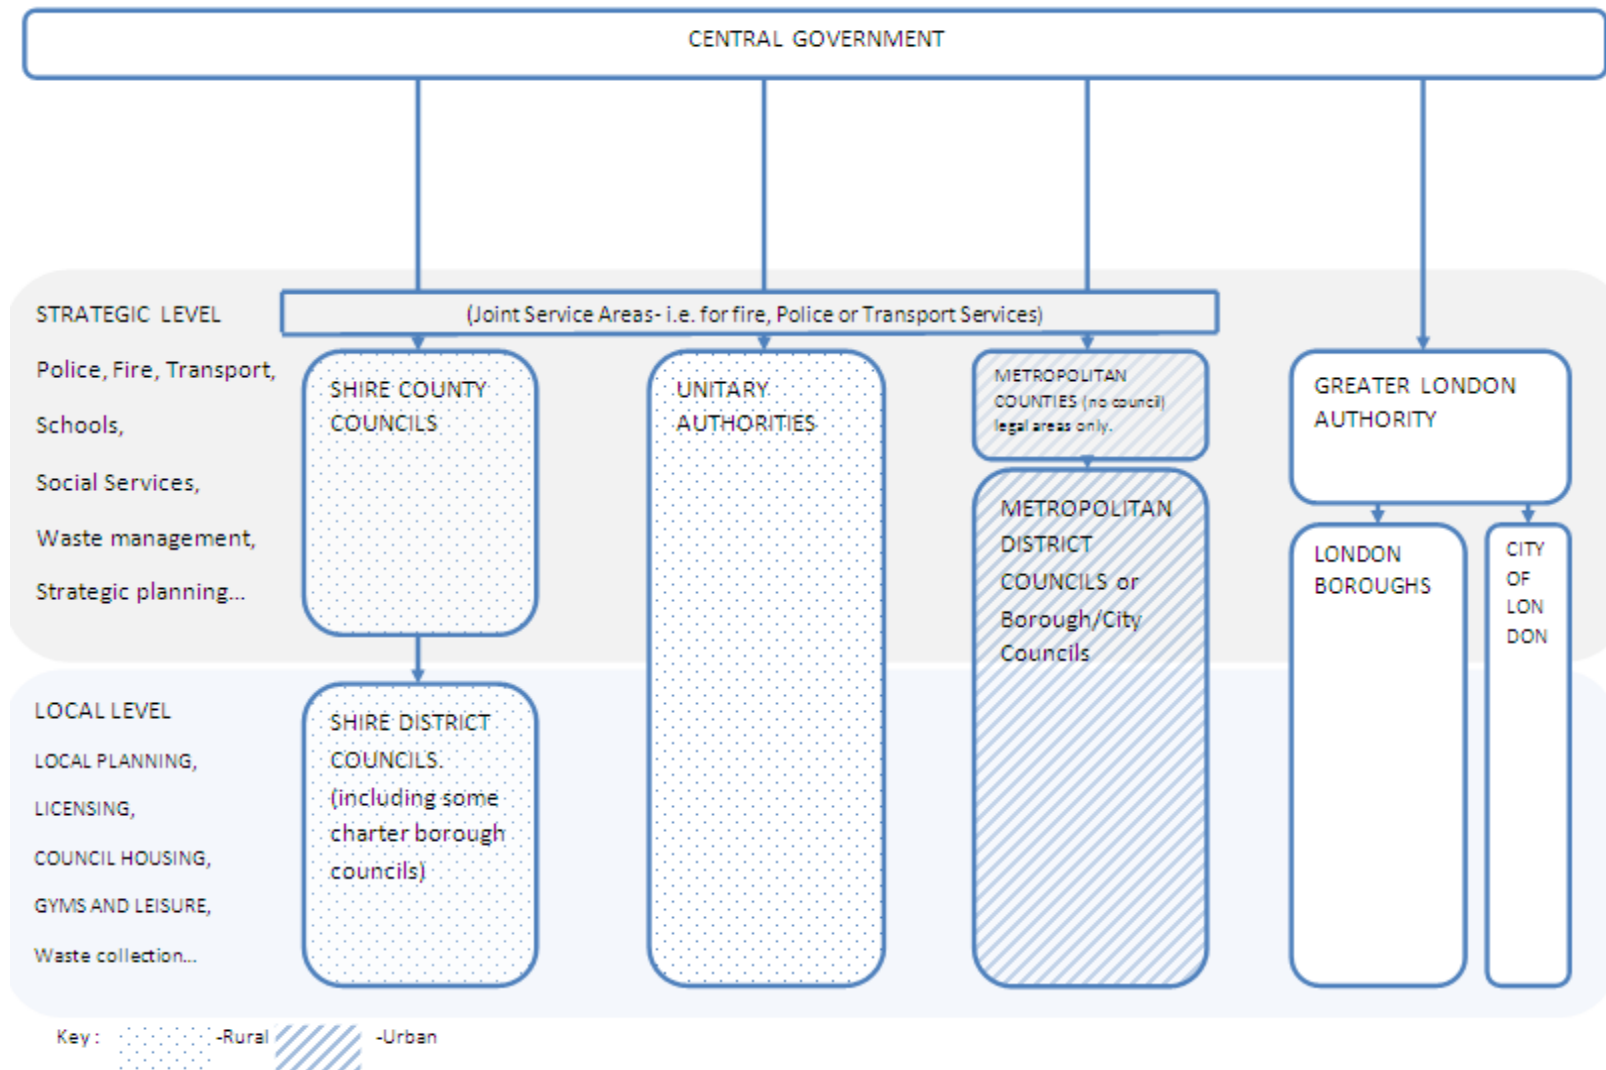 CENTRAL GOVERNMENT
STRATEGIC LEVEL
Police, Fire, Transport,
Schools,
Social Services,
Waste management,
Strategic planning...
(Joint Service Areas- i.e. for fire, Police or Transport Services)
SHIRE COUNTY
COUNCILS
UNITARY
AUTHORITIES
METROPOLITAN
COUNTIES (no council)
legal areas only.
GREATER LONDON
AUTHORITY
METROPOLITAN
DISTRICT
COUNCILS or
Borough/City
Councils
LONDON
BOROUGHS
CITY
OF
LON
DON
LOCAL LEVEL
LOCAL PLANNING,
LICENSING,
COUNCIL HOUSING,
GYMS AND LEISURE,
Waste collection...
SHIRE DISTRICT
COUNCILS.
(including some
charter borough
councils)
Key : -Rural -Urban